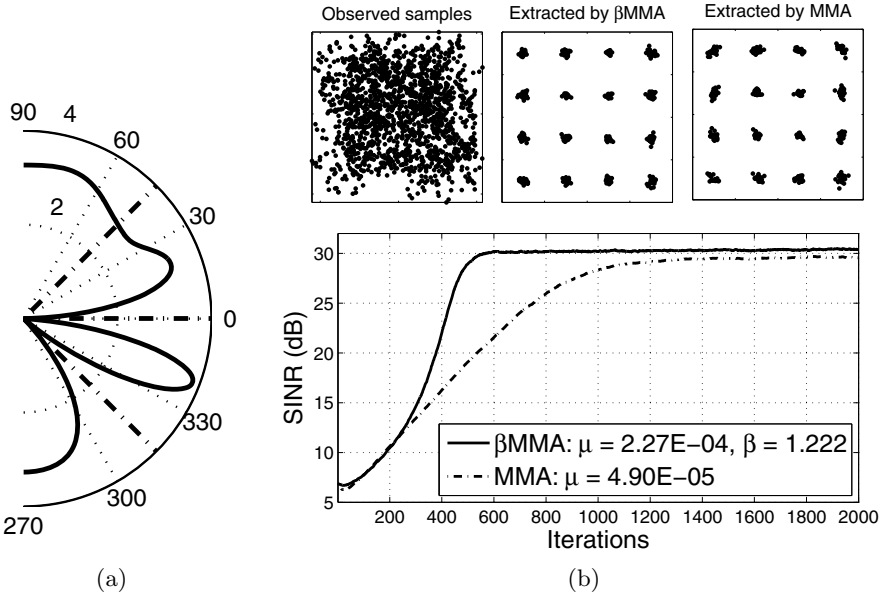 Observed samples
Extracted by βMMA
Extracted by MMA
90
4
60
2
30
0
330
300
270
(a)
30
25
20
15
10
5
SINR (dB)
βMMA: μ = 2.27E−04, β = 1.222
MMA: μ = 4.90E−05
200 400 600 800 1000 1200 1400 1600 1800 2000
Iterations
(b)